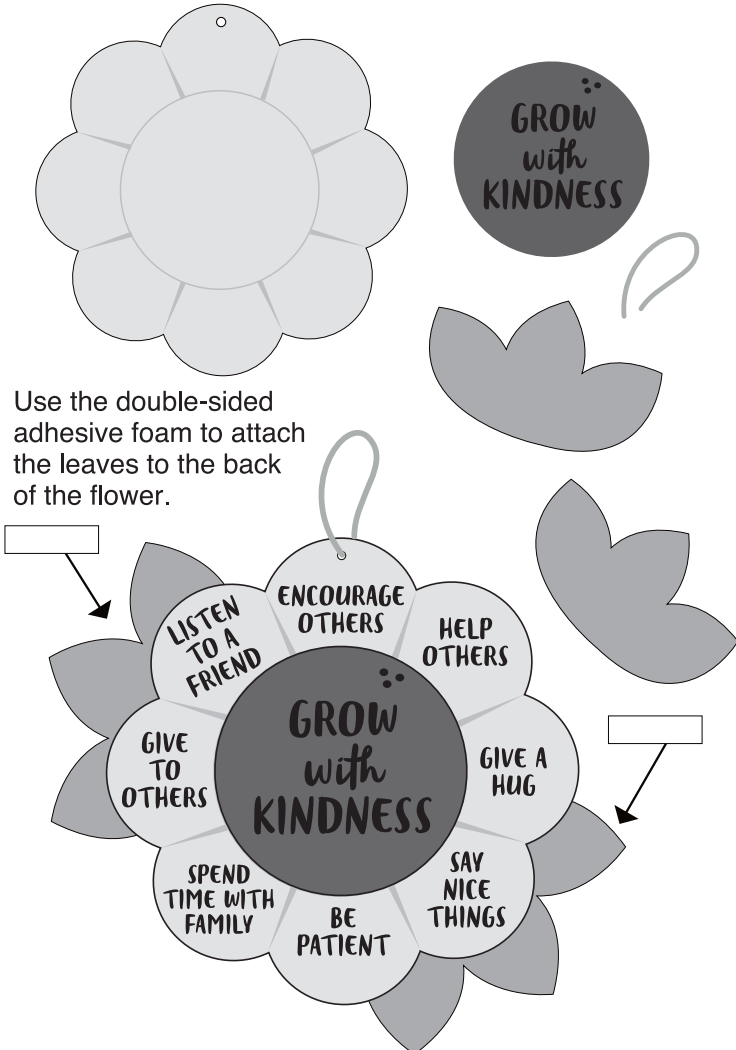 GROW
with
KINDNESS
Use the double-sided
adhesive foam to attach
the leaves to the back
of the flower.
ENCOURAGE
OTHERS
HELP
OTHERS
LISTEN
TO A
FRIEND
GROW
with
KINDNESS
GIVE A
HUG
GIVE
TO
OTHERS
SAY
NICE
THINGS
SPEND
TIME WITH
FAMILY
BE
PATIENT